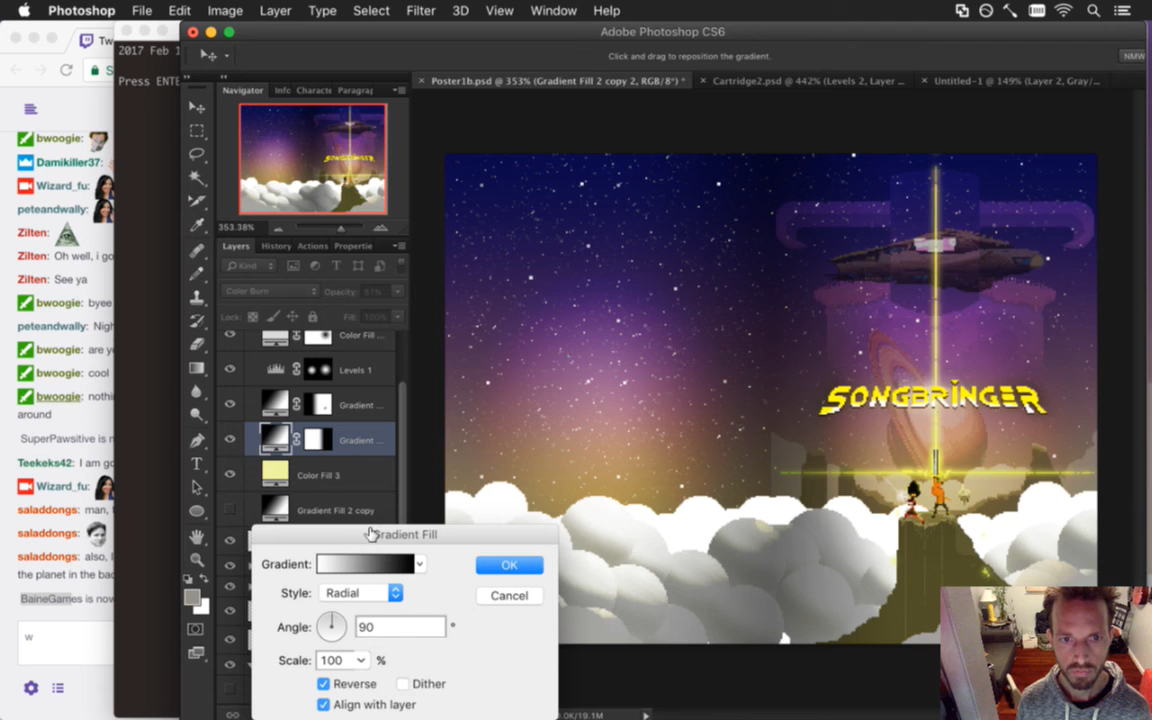 Photoshop File Edit Image Layer Type Select Filter 3D View Window Help
Adobe Photoshop CS6
2017 Feb 1
Click and drag to reposition the gradient.
Press ENTE
Poster1b.psd @ 353% (Gradient Fill 2 copy 2, RGB/8*) *
Cartridge2.psd @ 442% (Levels 2, Layer ...
Untitled-1 @ 149% (Layer 2, Gray/...
Navigator Info Characte Paragrap
353.38%
Layers History Actions Propertie
Kind
Color Burn Opacity: 81%
Lock: Fill: 100%
Color Fill ...
Levels 1
Gradient ...
Gradient ...
Color Fill 3
Gradient Fill 2 copy
Gradient Fill
Gradient: OK
Style: Radial Cancel
Angle: 90 °
Scale: 100 %
Reverse Dither
Align with layer
SONGBRINGER
bwoogie:
Damikiller37:
Wizard_fu:
peteandwally:
Zilten:
Zilten: Oh well, i go
Zilten: See ya
bwoogie: byee
peteandwally: Nigh
bwoogie: are yo
bwoogie: cool
bwoogie: nothi
around
SuperPawsitive is n
Teekeks42: I am go
Wizard_fu:
saladdongs: man, I
saladdongs:
saladdongs: also, I
the planet in the bac
BaineGames is now
w